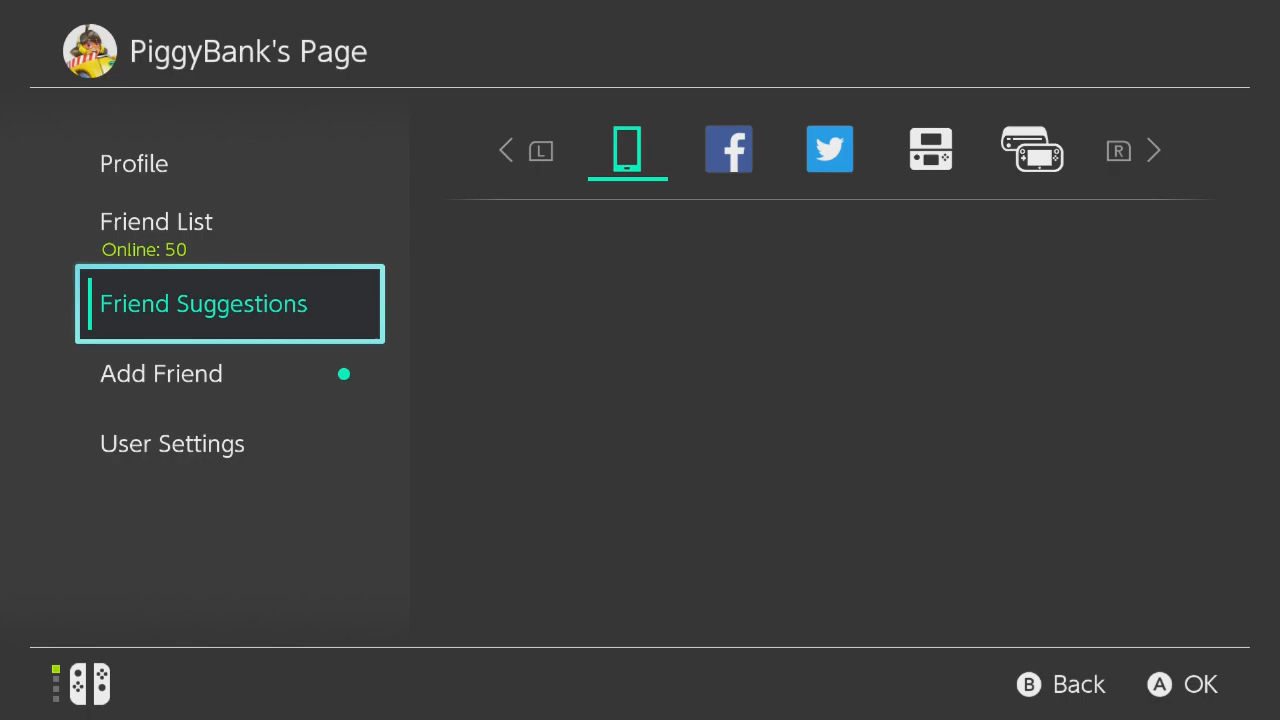 PiggyBank's Page
Profile
Friend List
Online: 50
Friend Suggestions
Add Friend
User Settings
L
R
B Back
A OK